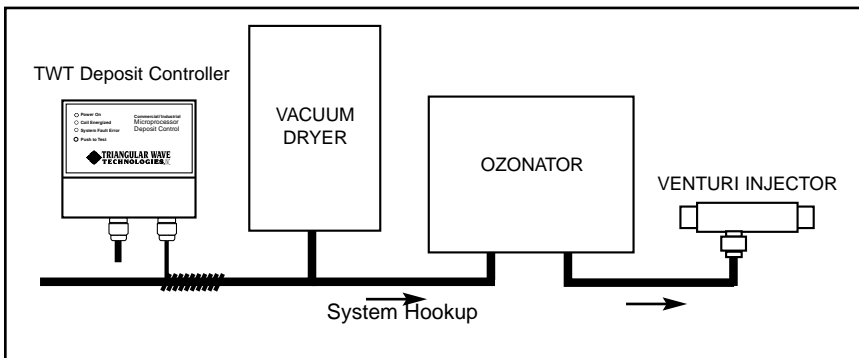 TWT Deposit Controller
Power On
Coil Energized
System Fault Error
Push to Test
Commercial/Industrial
Microprocessor
Deposit Control
TRIANGULAR WAVE
TECHNOLOGIES
VACUUM
DRYER
OZONATOR
VENTURI INJECTOR
System Hookup